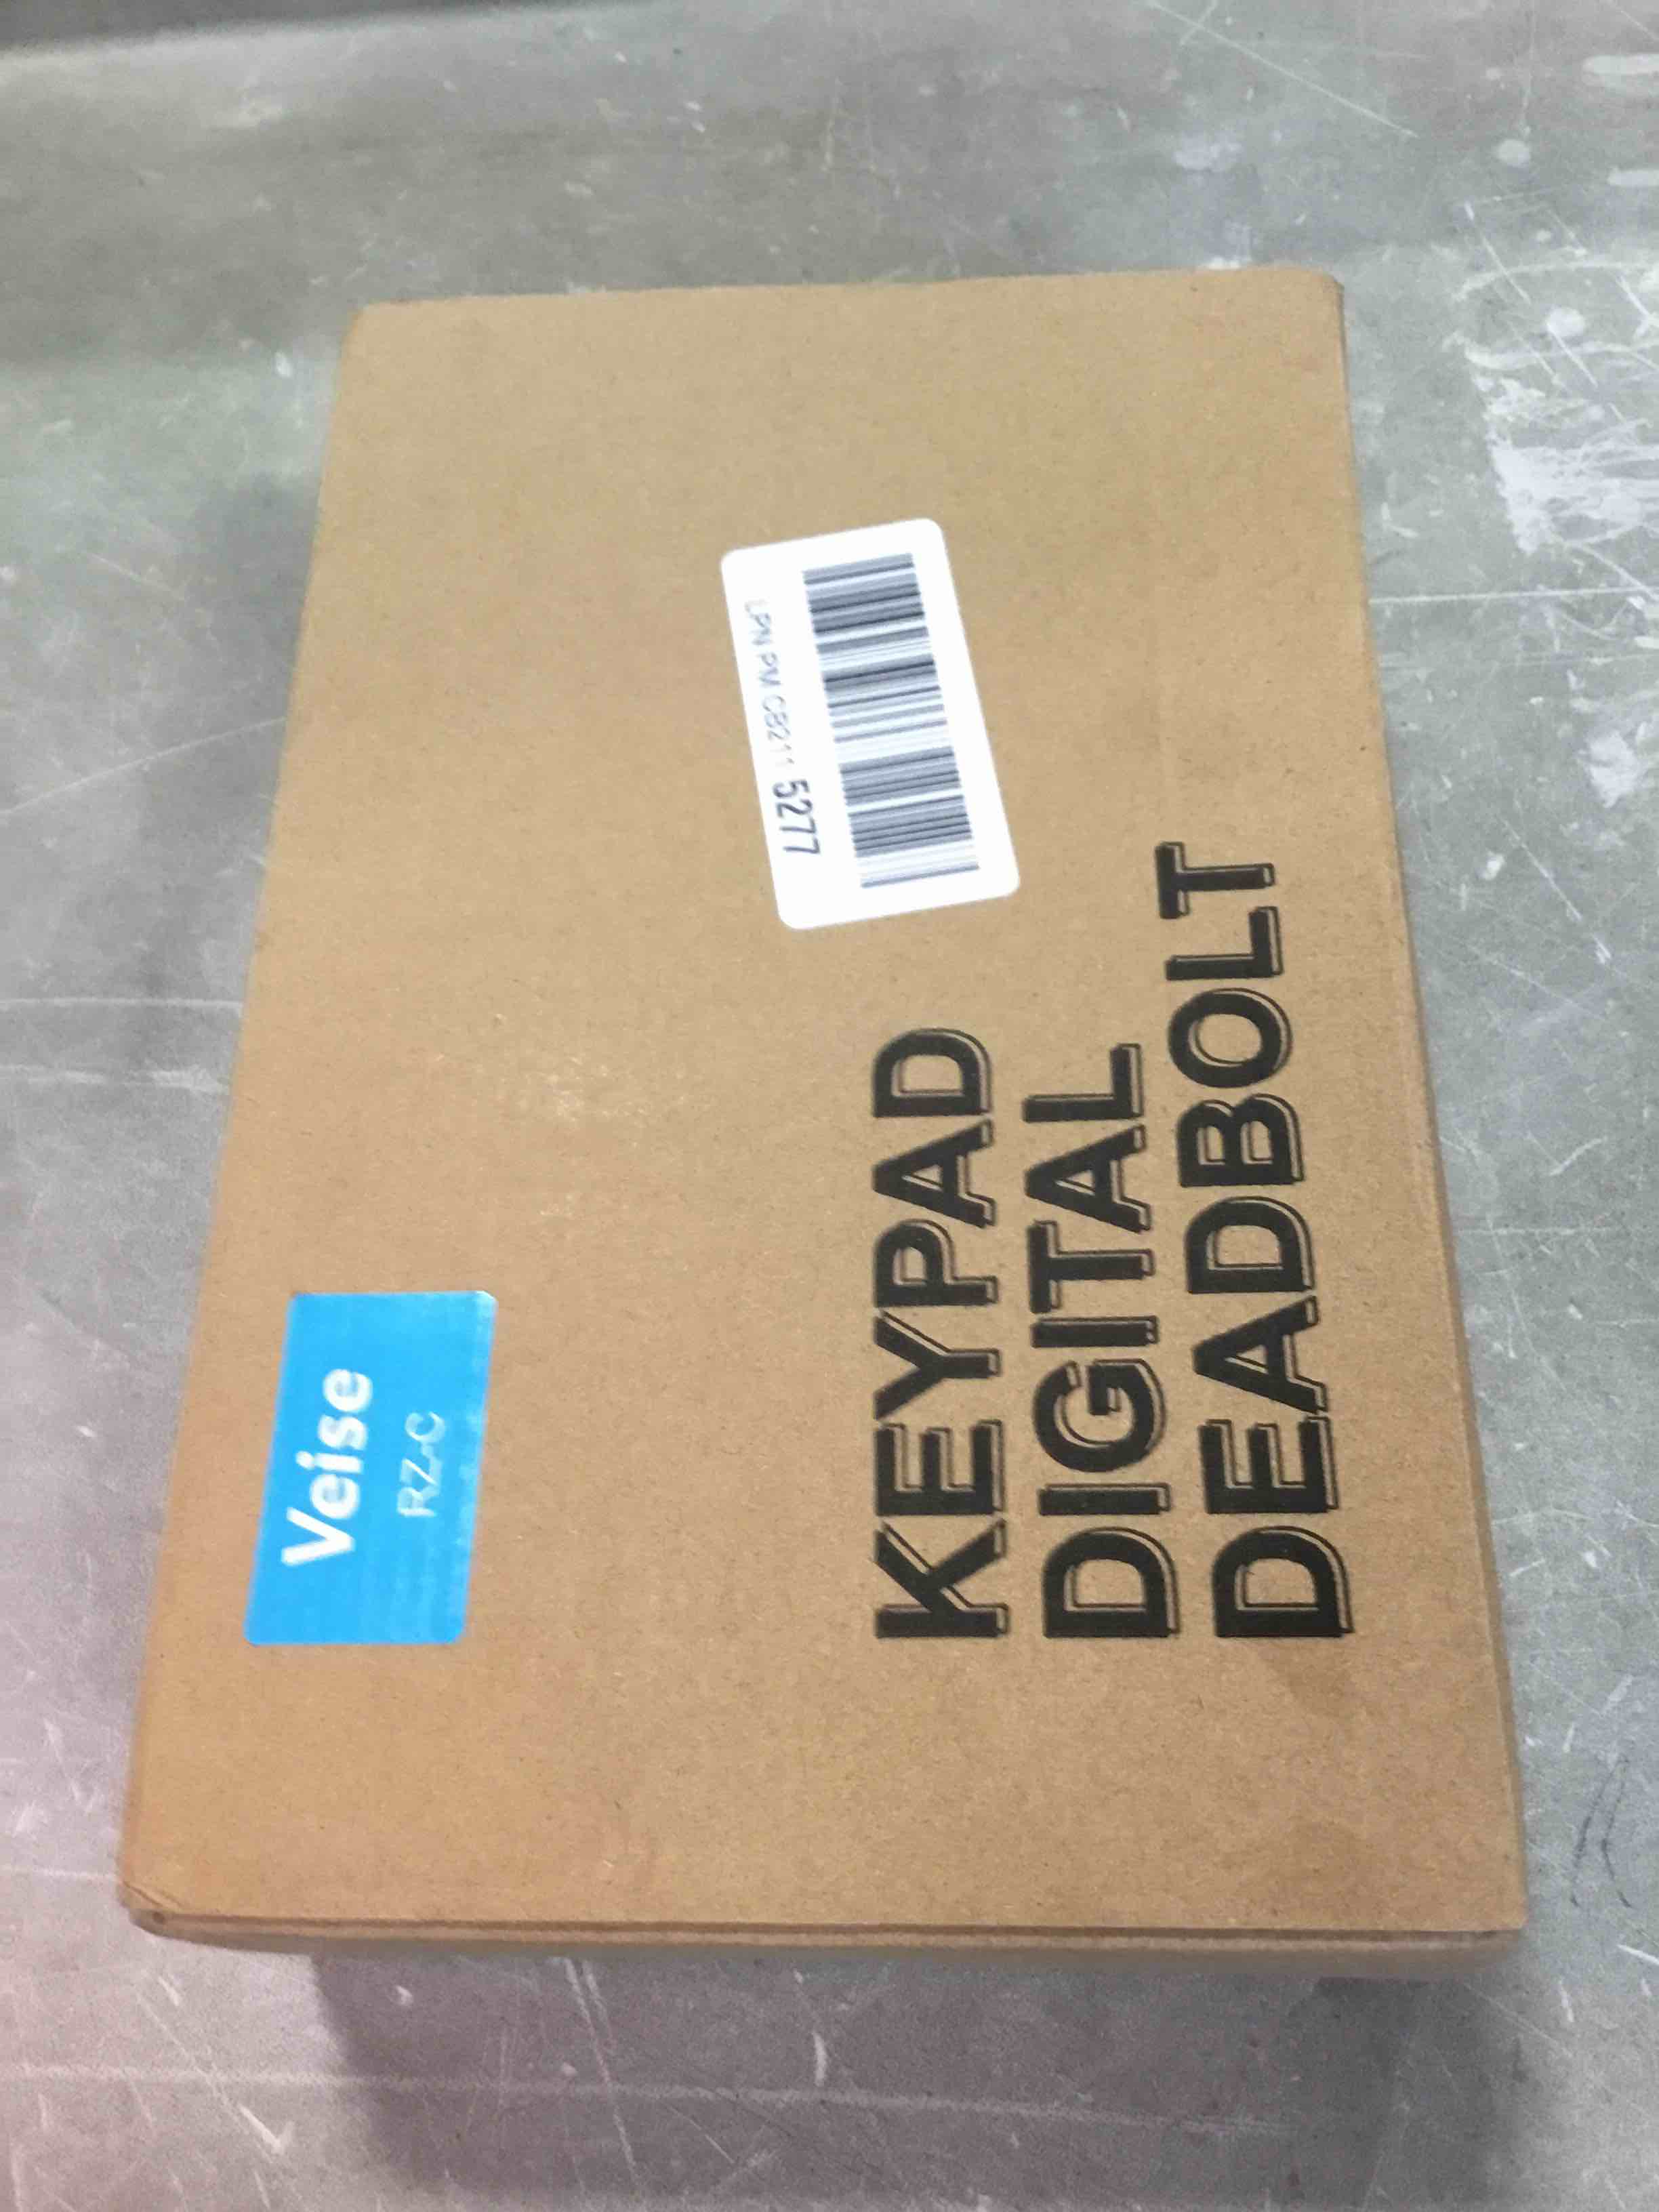 Veise
RZ-C
KEYPAD
DIGITAL
DEADBOLT
LPN PM C8211 5277